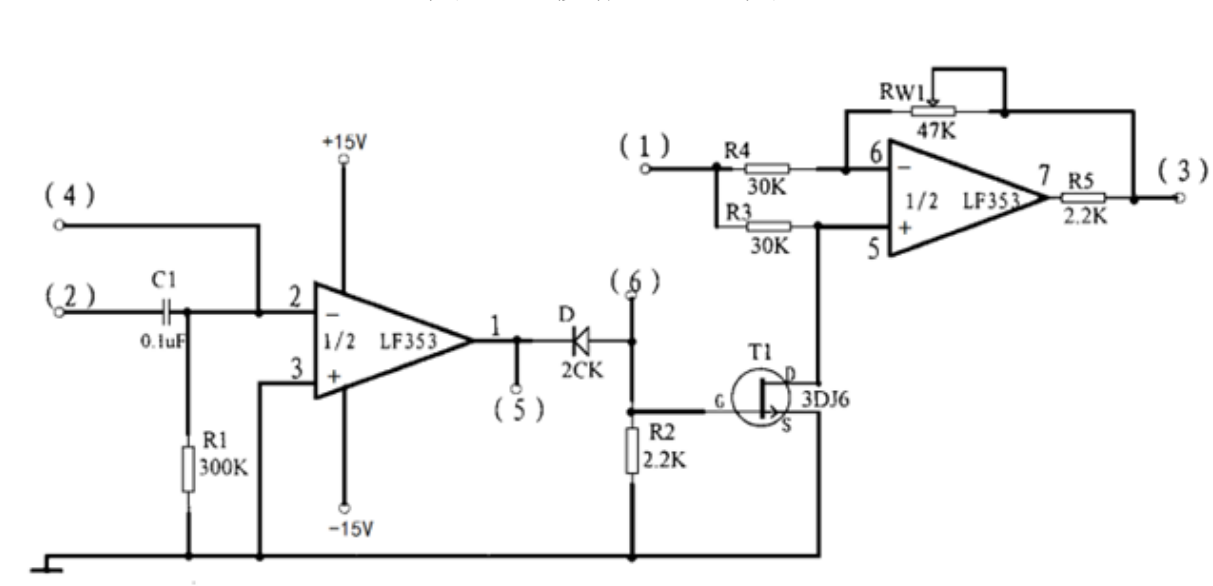 RW1
47K
+15V
(1)
R4
30K
6
−
7
R5
2.2K
(3)
1/2
LF353
R3
30K
+
5
(4)
(2)
C1
0.1uF
2
−
1/2
LF353
3
+
1
(5)
D
2CK
(6)
T1
D
3DJ6
G
S
R1
300K
R2
2.2K
−15V